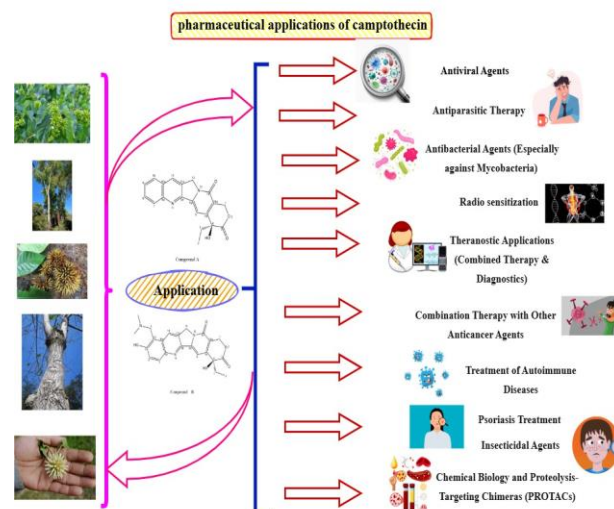 pharmaceutical applications of camptothecin
Antiviral Agents
Antiparasitic Therapy
Antibacterial Agents (Especially
against Mycobacteria)
Radio sensitization
Theranostic Applications
(Combined Therapy &
Diagnostics)
Compound A
Application
Combination Therapy with Other
Anticancer Agents
Compound B
Treatment of Autoimmune
Diseases
Psoriasis Treatment
Insecticidal Agents
Chemical Biology and Proteolysis-
Targeting Chimeras (PROTACs)